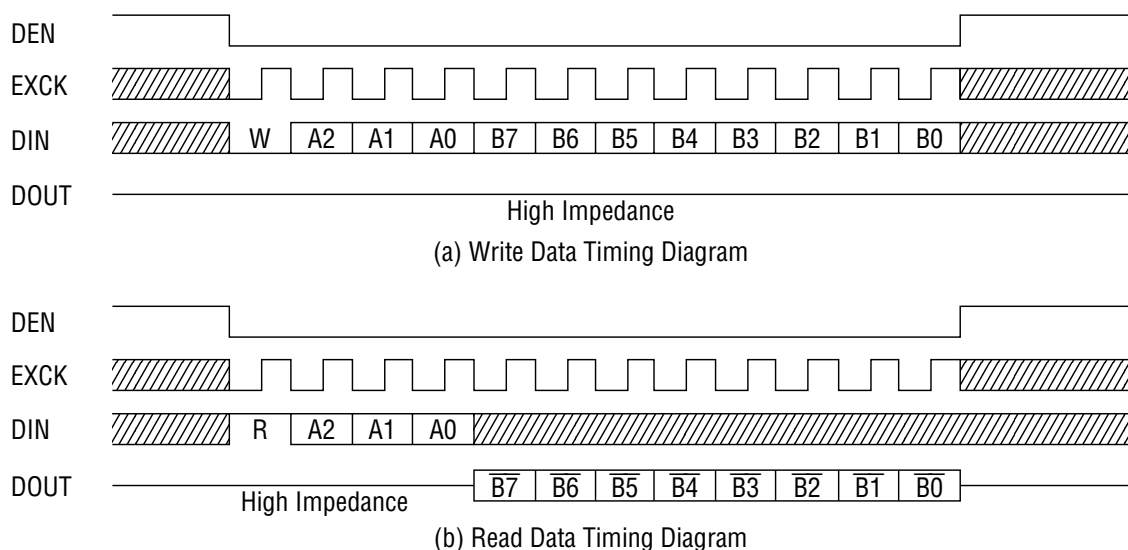 DEN
EXCK
DIN W A2 A1 A0 B7 B6 B5 B4 B3 B2 B1 B0
DOUT
High Impedance
(a) Write Data Timing Diagram
DEN
EXCK
DIN R A2 A1 A0
DOUT B̅7̅ B̅6̅ B̅5̅ B̅4̅ B̅3̅ B̅2̅ B̅1̅ B̅0̅
High Impedance
(b) Read Data Timing Diagram